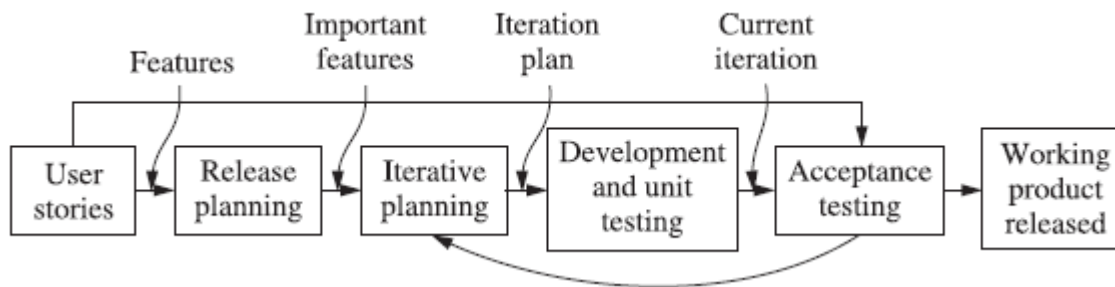 Features
Important
features
Iteration
plan
Current
iteration
User
stories
Release
planning
Iterative
planning
Development
and unit
testing
Acceptance
testing
Working
product
released